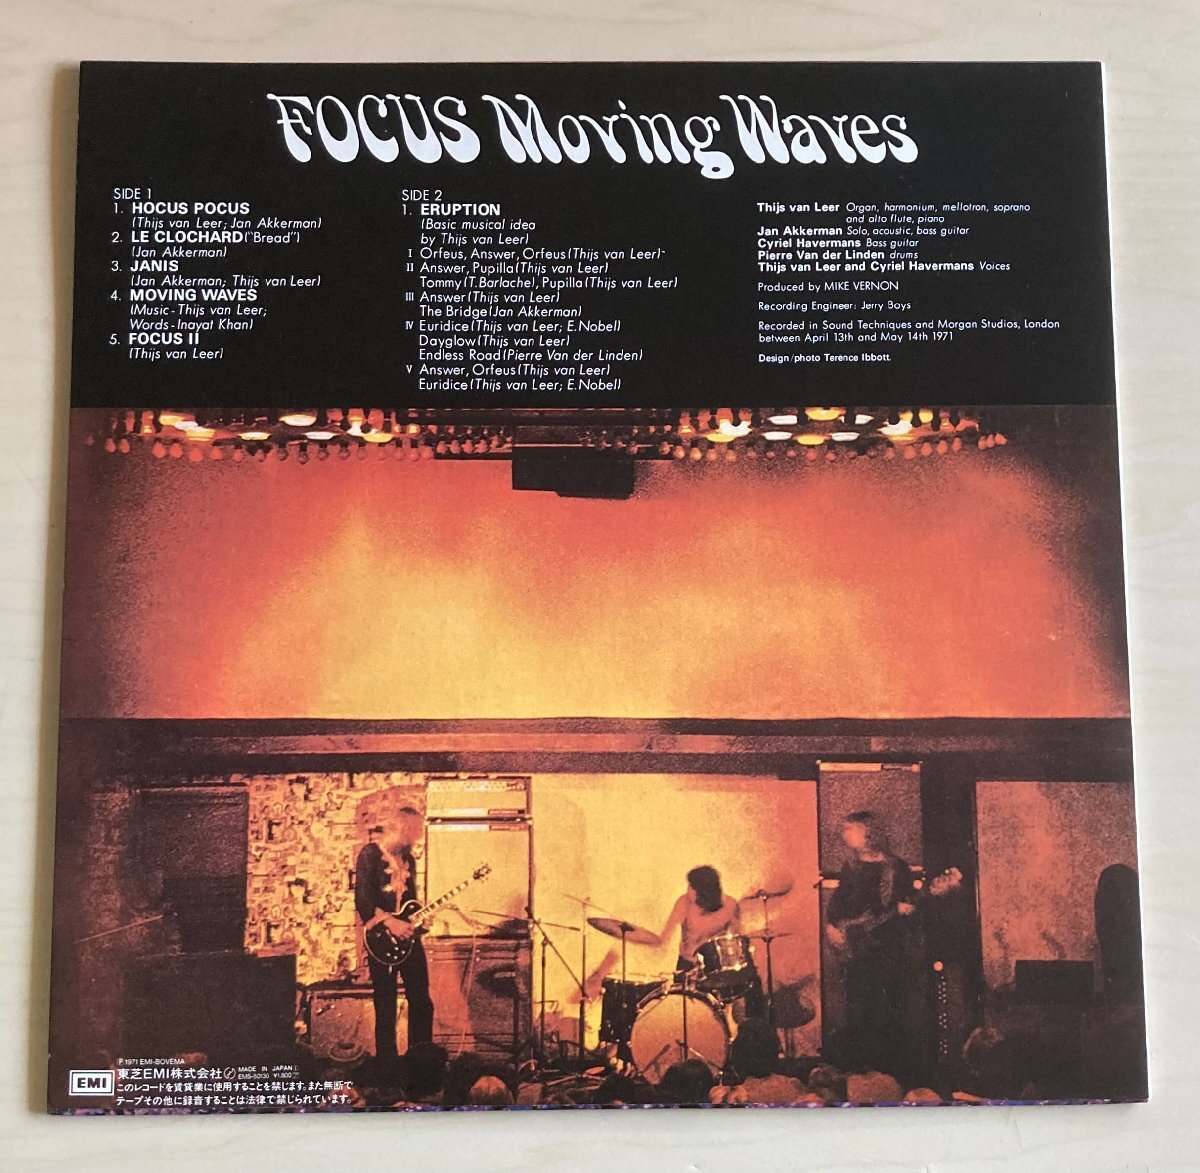 FOCUS Moving Waves
SIDE 1
1. HOCUS POCUS
(Thijs van Leer; Jan Akkerman)
2. LE CLOCHARD ("Bread")
(Jan Akkerman)
3. JANIS
(Jan Akkerman; Thijs van Leer)
4. MOVING WAVES
(Music - Thijs van Leer;
Words - Inayat Khan)
5. FOCUS II
(Thijs van Leer)
SIDE 2
1. ERUPTION
(Basic musical idea
by Thijs van Leer)
I Orfeus, Answer, Orfeus (Thijs van Leer)
II Answer, Pupilla (Thijs van Leer)
Tommy (T. Barlache), Pupilla (Thijs van Leer)
III Answer (Thijs van Leer)
The Bridge (Jan Akkerman)
IV Euridice (Thijs van Leer; E. Nobel)
Dayglow (Thijs van Leer)
Endless Road (Pierre Van der Linden)
V Answer, Orfeus (Thijs van Leer)
Euridice (Thijs van Leer; E. Nobel)
Thijs van Leer Organ, harmonium, mellotron, soprano
and alto flute, piano
Jan Akkerman Solo, acoustic, bass guitar
Cyriel Havermans Bass guitar
Pierre Van der Linden drums
Thijs van Leer and Cyriel Havermans Voices
Produced by MIKE VERNON
Recording Engineer: Jerry Boys
Recorded in Sound Techniques and Morgan Studios, London
between April 13th and May 14th 1971
Design/photo Terence Ibbott.
Ⓟ 1971 EMI-BOVEMA
EMI
東芝EMI株式会社 MADE IN JAPAN
EMS-50130 ¥1,800
このレコードを賃貸業に使用することを禁じます。また無断で
テープその他に録音することは法律で禁じられています。